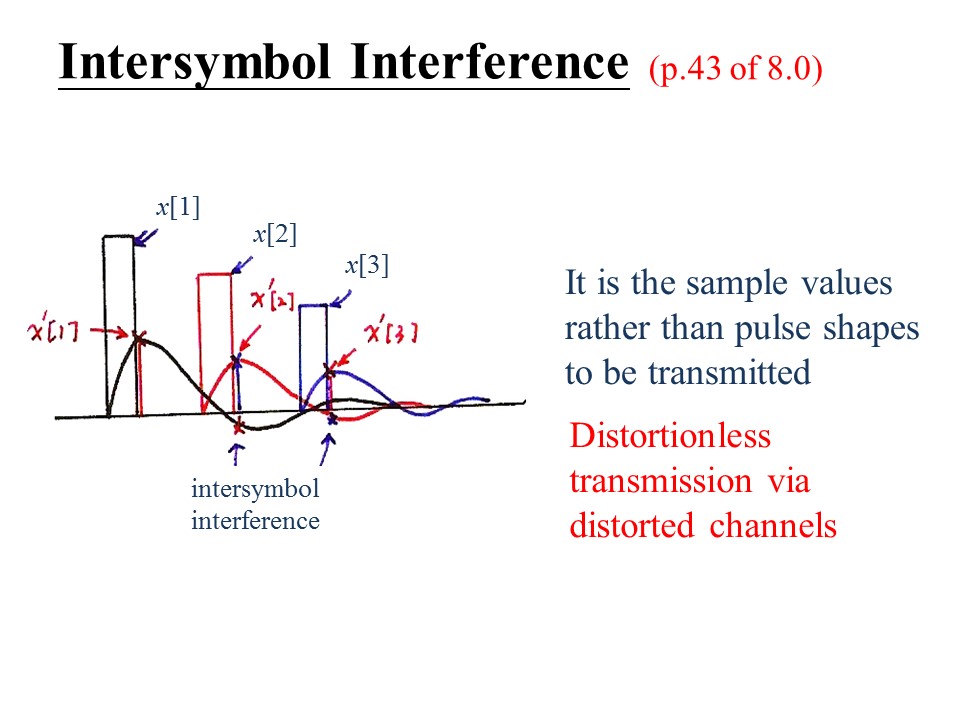 Intersymbol Interference (p.43 of 8.0)
x[1]
x[2]
x[3]
x'[1]
x'[2]
x'[3]
It is the sample values
rather than pulse shapes
to be transmitted
Distortionless
transmission via
distorted channels
intersymbol
interference